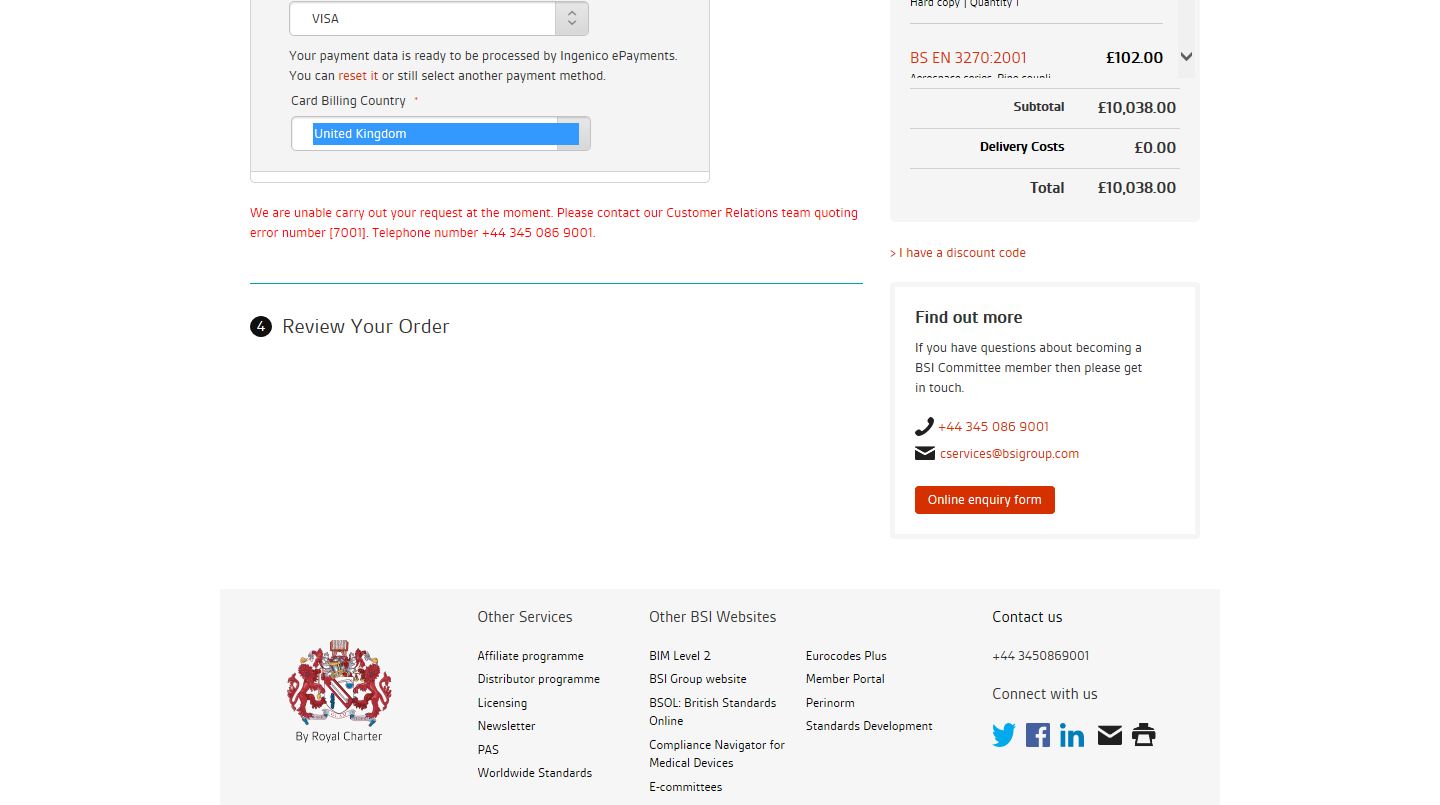 VISA
Your payment data is ready to be processed by Ingenico ePayments.
You can reset it or still select another payment method.
Card Billing Country *
United Kingdom
We are unable carry out your request at the moment. Please contact our Customer Relations team quoting
error number [7001]. Telephone number +44 345 086 9001.
4 Review Your Order
Hard copy | Quantity 1
BS EN 3270:2001 £102.00
Aerospace series. Pipe coupli
Subtotal £10,038.00
Delivery Costs £0.00
Total £10,038.00
> I have a discount code
Find out more
If you have questions about becoming a
BSI Committee member then please get
in touch.
+44 345 086 9001
cservices@bsigroup.com
Online enquiry form
By Royal Charter
Other Services
Affiliate programme
Distributor programme
Licensing
Newsletter
PAS
Worldwide Standards
Other BSI Websites
BIM Level 2
BSI Group website
BSOL: British Standards
Online
Compliance Navigator for
Medical Devices
E-committees
Eurocodes Plus
Member Portal
Perinorm
Standards Development
Contact us
+44 3450869001
Connect with us